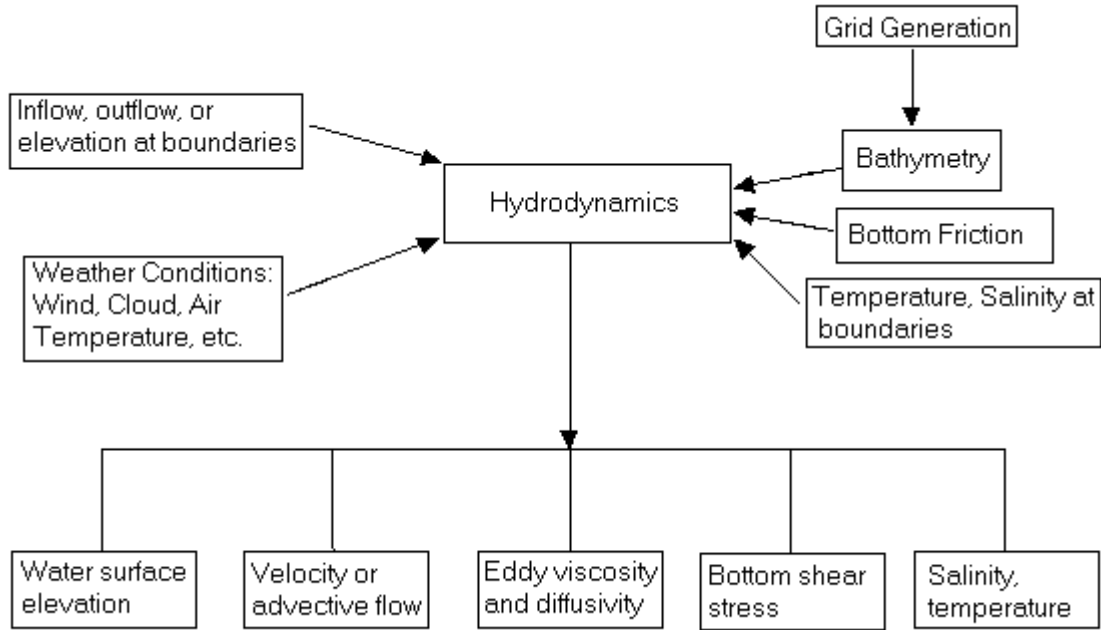 Grid Generation
Inflow, outflow, or
elevation at boundaries
Bathymetry
Hydrodynamics
Bottom Friction
Weather Conditions:
Wind, Cloud, Air
Temperature, etc.
Temperature, Salinity at
boundaries
Water surface
elevation
Velocity or
advective flow
Eddy viscosity
and diffusivity
Bottom shear
stress
Salinity,
temperature